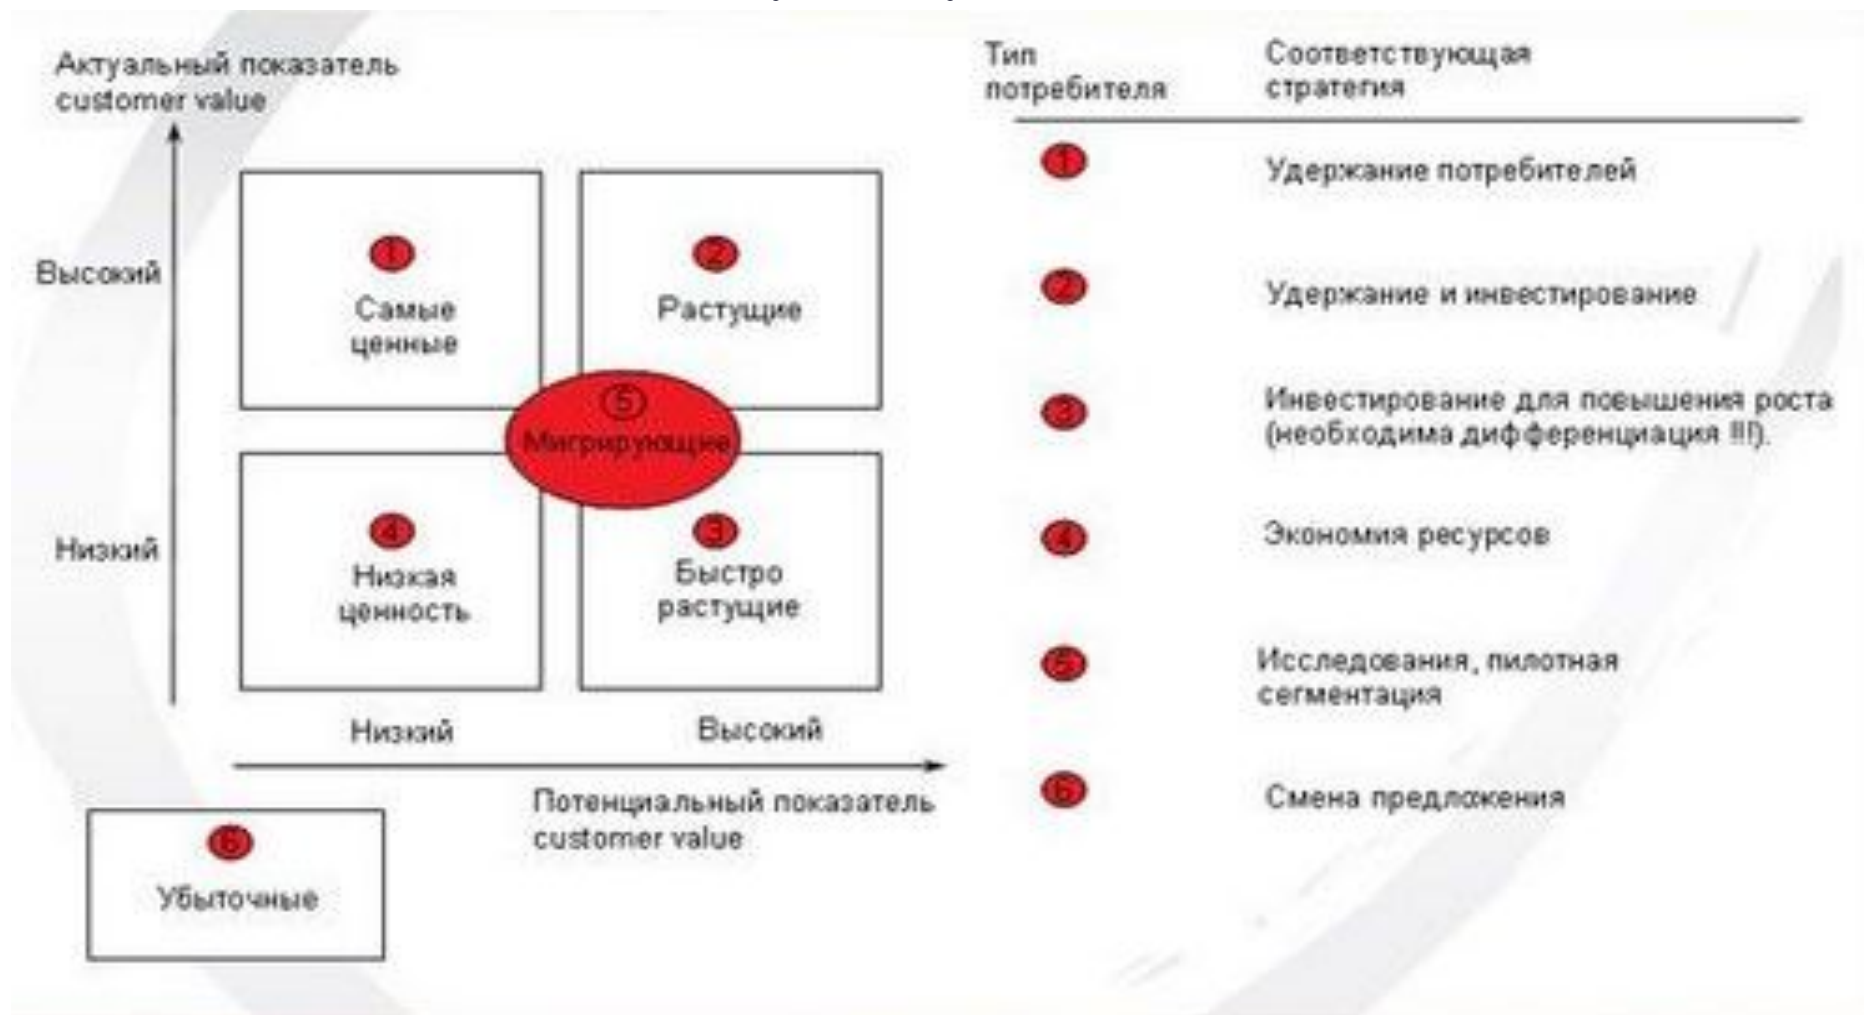 Актуальный показатель
customer value
Высокий
Низкий
1
Самые
ценные
2
Растущие
5
Мигрирующие
4
Низкая
ценность
3
Быстро
растущие
Низкий
Высокий
Потенциальный показатель
customer value
6
Убыточные
Тип
потребителя
Соответствующая
стратегия
1
Удержание потребителей
2
Удержание и инвестирование
3
Инвестирование для повышения роста
(необходима дифференциация !!!).
4
Экономия ресурсов
5
Исследования, пилотная
сегментация
6
Смена предложения